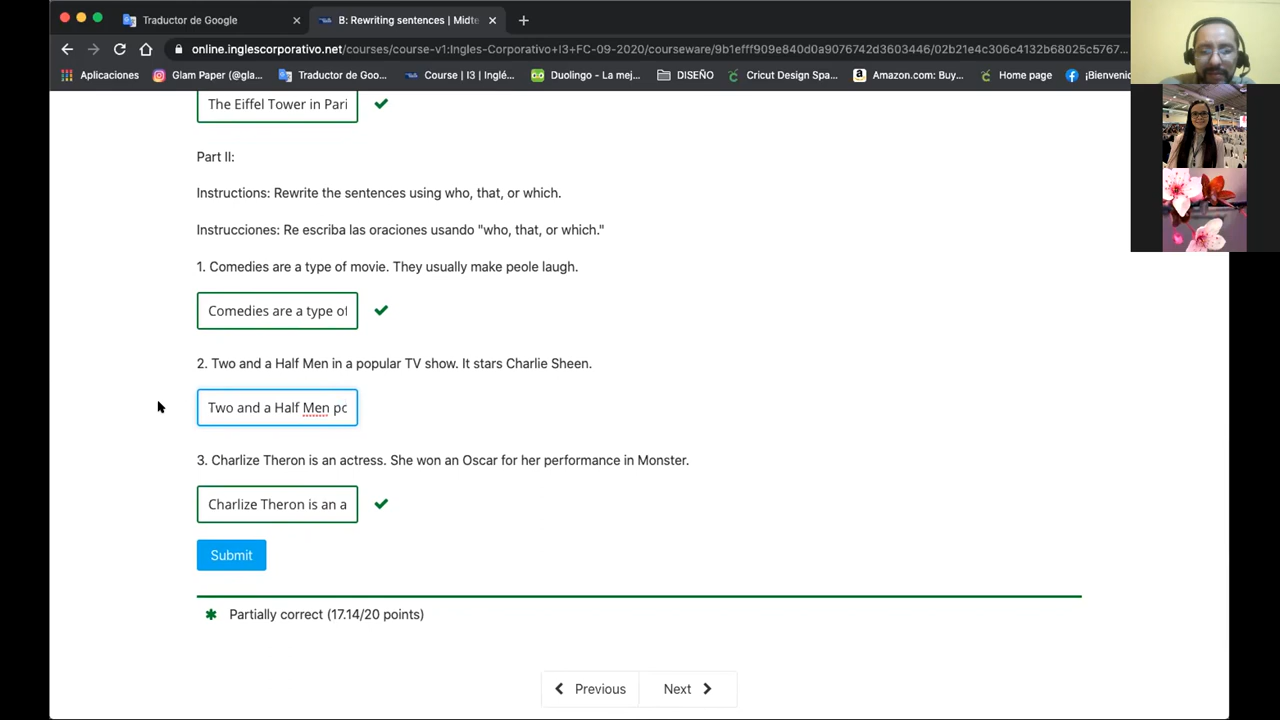 Traductor de Google
B: Rewriting sentences | Midte
online.inglescorporativo.net/courses/course-v1:Ingles-Corporativo+I3+FC-09-2020/courseware/9b1efff909e840d0a9076742d3603446/02b21e4c306c4132b68025c5767...
Aplicaciones Glam Paper (@gla... Traductor de Goo... Course | I3 | Inglé... Duolingo - La mej... DISEÑO Cricut Design Spa... Amazon.com: Buy... Home page ¡Bienvenio
The Eiffel Tower in Pari
Part II:
Instructions: Rewrite the sentences using who, that, or which.
Instrucciones: Re escriba las oraciones usando "who, that, or which."
1. Comedies are a type of movie. They usually make peole laugh.
Comedies are a type of
2. Two and a Half Men in a popular TV show. It stars Charlie Sheen.
Two and a Half Men po
3. Charlize Theron is an actress. She won an Oscar for her performance in Monster.
Charlize Theron is an a
Submit
Partially correct (17.14/20 points)
Previous
Next